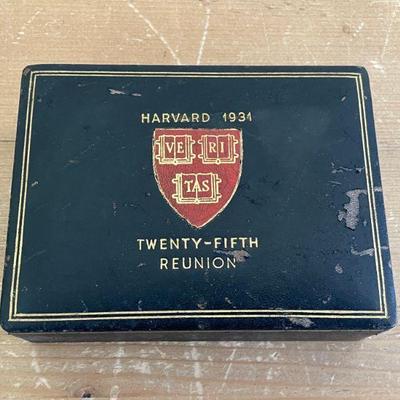 HARVARD 1931
VE RI
TAS
TWENTY-FIFTH
REUNION